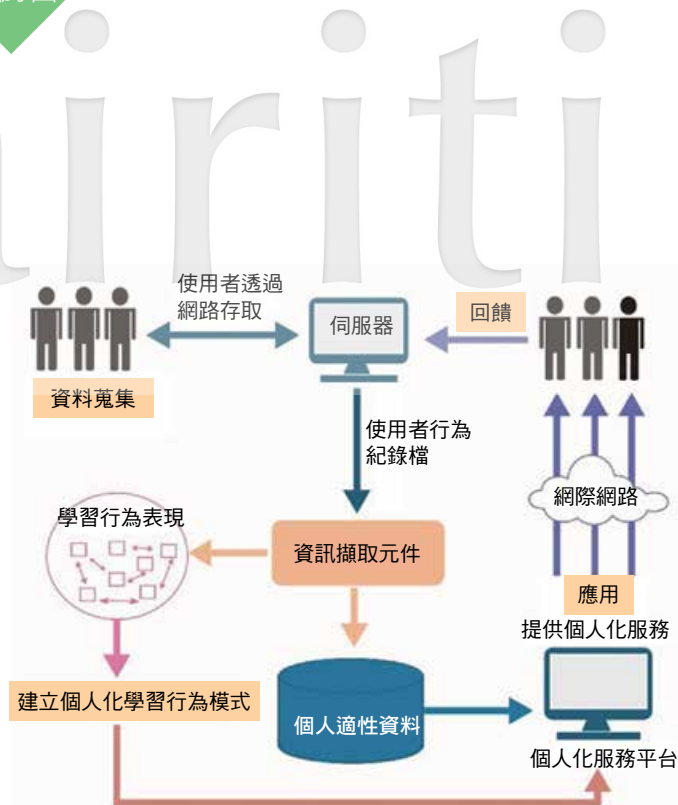 iriti
使用者透過
網路存取
伺服器
回饋
資料蒐集
使用者行為
紀錄檔
網際網路
學習行為表現
資訊擷取元件
應用
提供個人化服務
建立個人化學習行為模式
個人適性資料
個人化服務平台